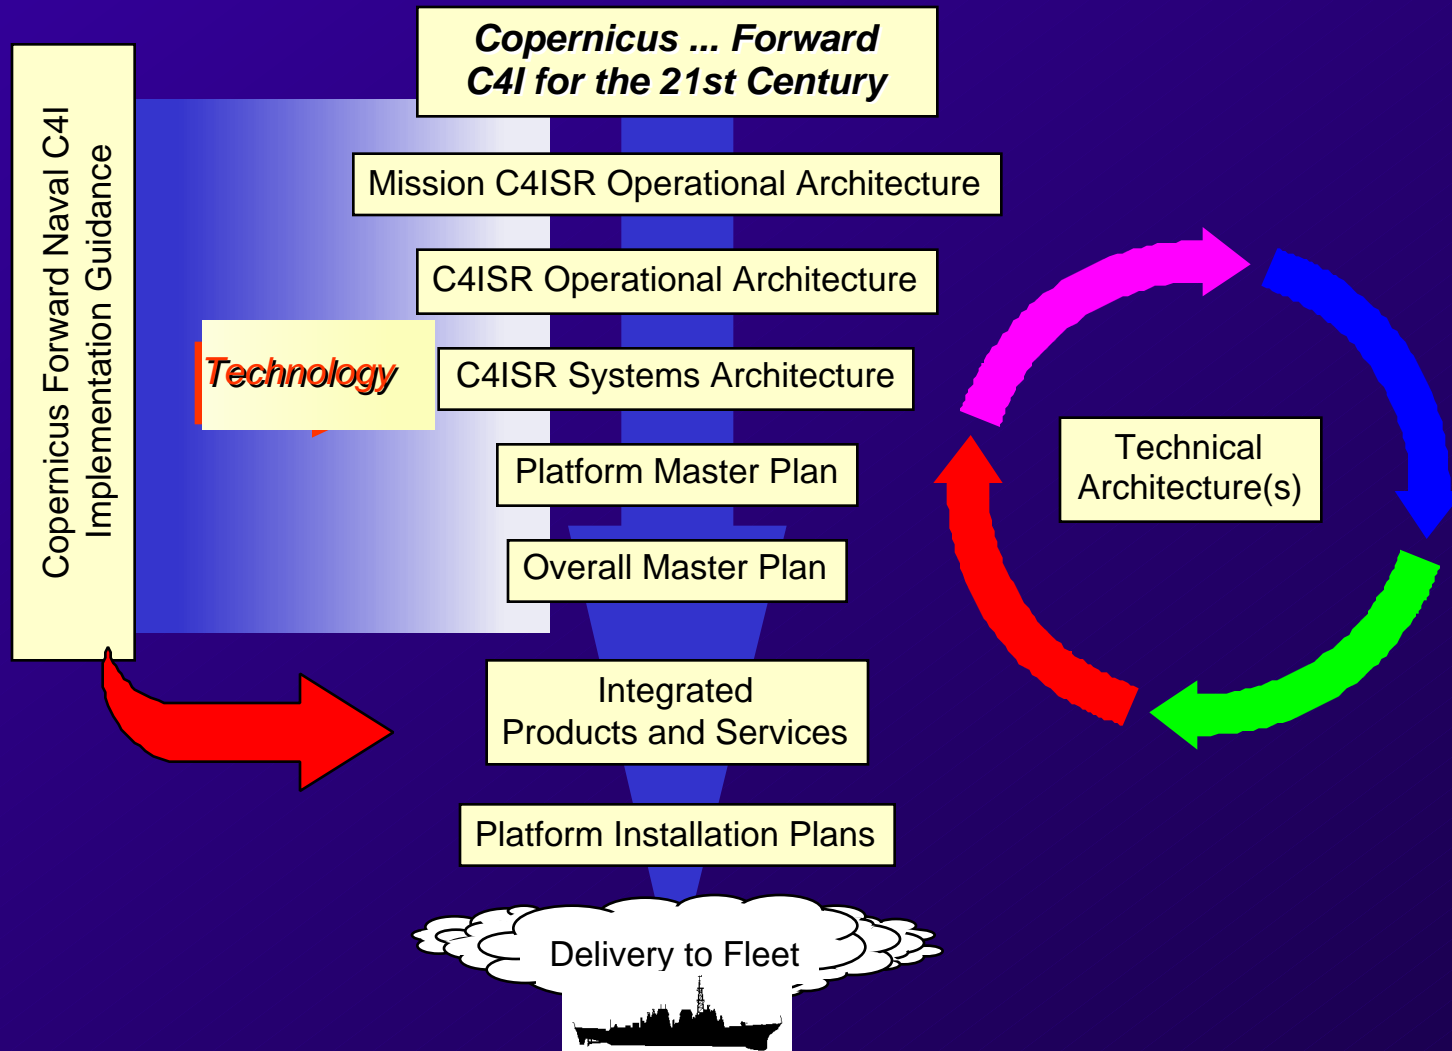 Copernicus ... Forward
C4I for the 21st Century
Copernicus Forward Naval C4I
Implementation Guidance
Mission C4ISR Operational Architecture
C4ISR Operational Architecture
Technology
C4ISR Systems Architecture
Platform Master Plan
Technical
Architecture(s)
Overall Master Plan
Integrated
Products and Services
Platform Installation Plans
Delivery to Fleet